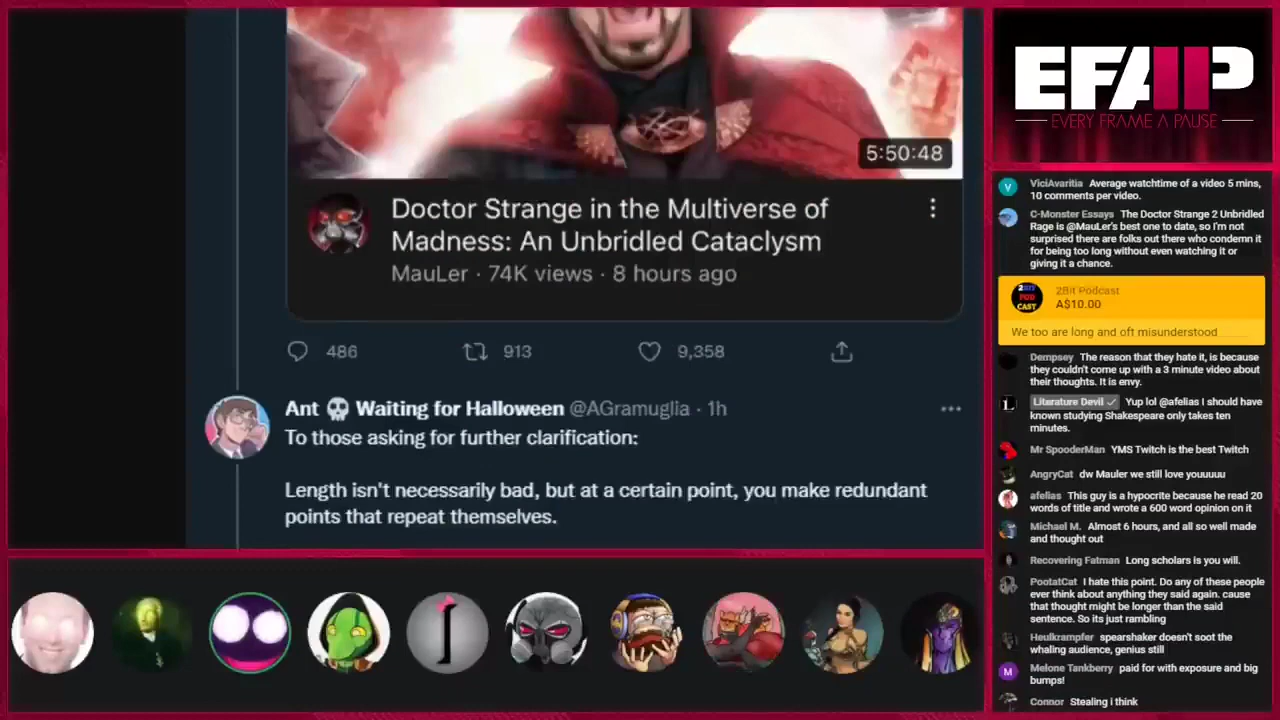 5:50:48
Doctor Strange in the Multiverse of
Madness: An Unbridled Cataclysm
MauLer · 74K views · 8 hours ago
486 913 9,358
Ant 💀 Waiting for Halloween @AGramuglia · 1h
To those asking for further clarification:
Length isn't necessarily bad, but at a certain point, you make redundant
points that repeat themselves.
EFAP
EVERY FRAME A PAUSE
V
ViciAvaritia Average watchtime of a video 5 mins,
10 comments per video.
C-Monster Essays The Doctor Strange 2 Unbridled
Rage is @MauLer's best one to date, so I'm not
surprised there are folks out there who condemn it
for being too long without even watching it or
giving it a chance.
2Bit POD CAST
2Bit Podcast
A$10.00
We too are long and oft misunderstood
Dempsey The reason that they hate it, is because
they couldn't come up with a 3 minute video about
their thoughts. It is envy.
Literature Devil ✓ Yup lol @afelias I should have
known studying Shakespeare only takes ten
minutes.
Mr SpooderMan YMS Twitch is the best Twitch
AngryCat dw Mauler we still love youuuuu
afelias This guy is a hypocrite because he read 20
words of title and wrote a 600 word opinion on it
Michael M. Almost 6 hours, and all so well made
and thought out
Recovering Fatman Long scholars is you will.
PootatCat I hate this point. Do any of these people
ever think about anything they said again. cause
that thought might be longer than the said
sentence. So its just rambling
Heulkrampfer spearshaker doesn't soot the
whaling audience, genius still
M
Melone Tankberry paid for with exposure and big
bumps!
Connor Stealing i think